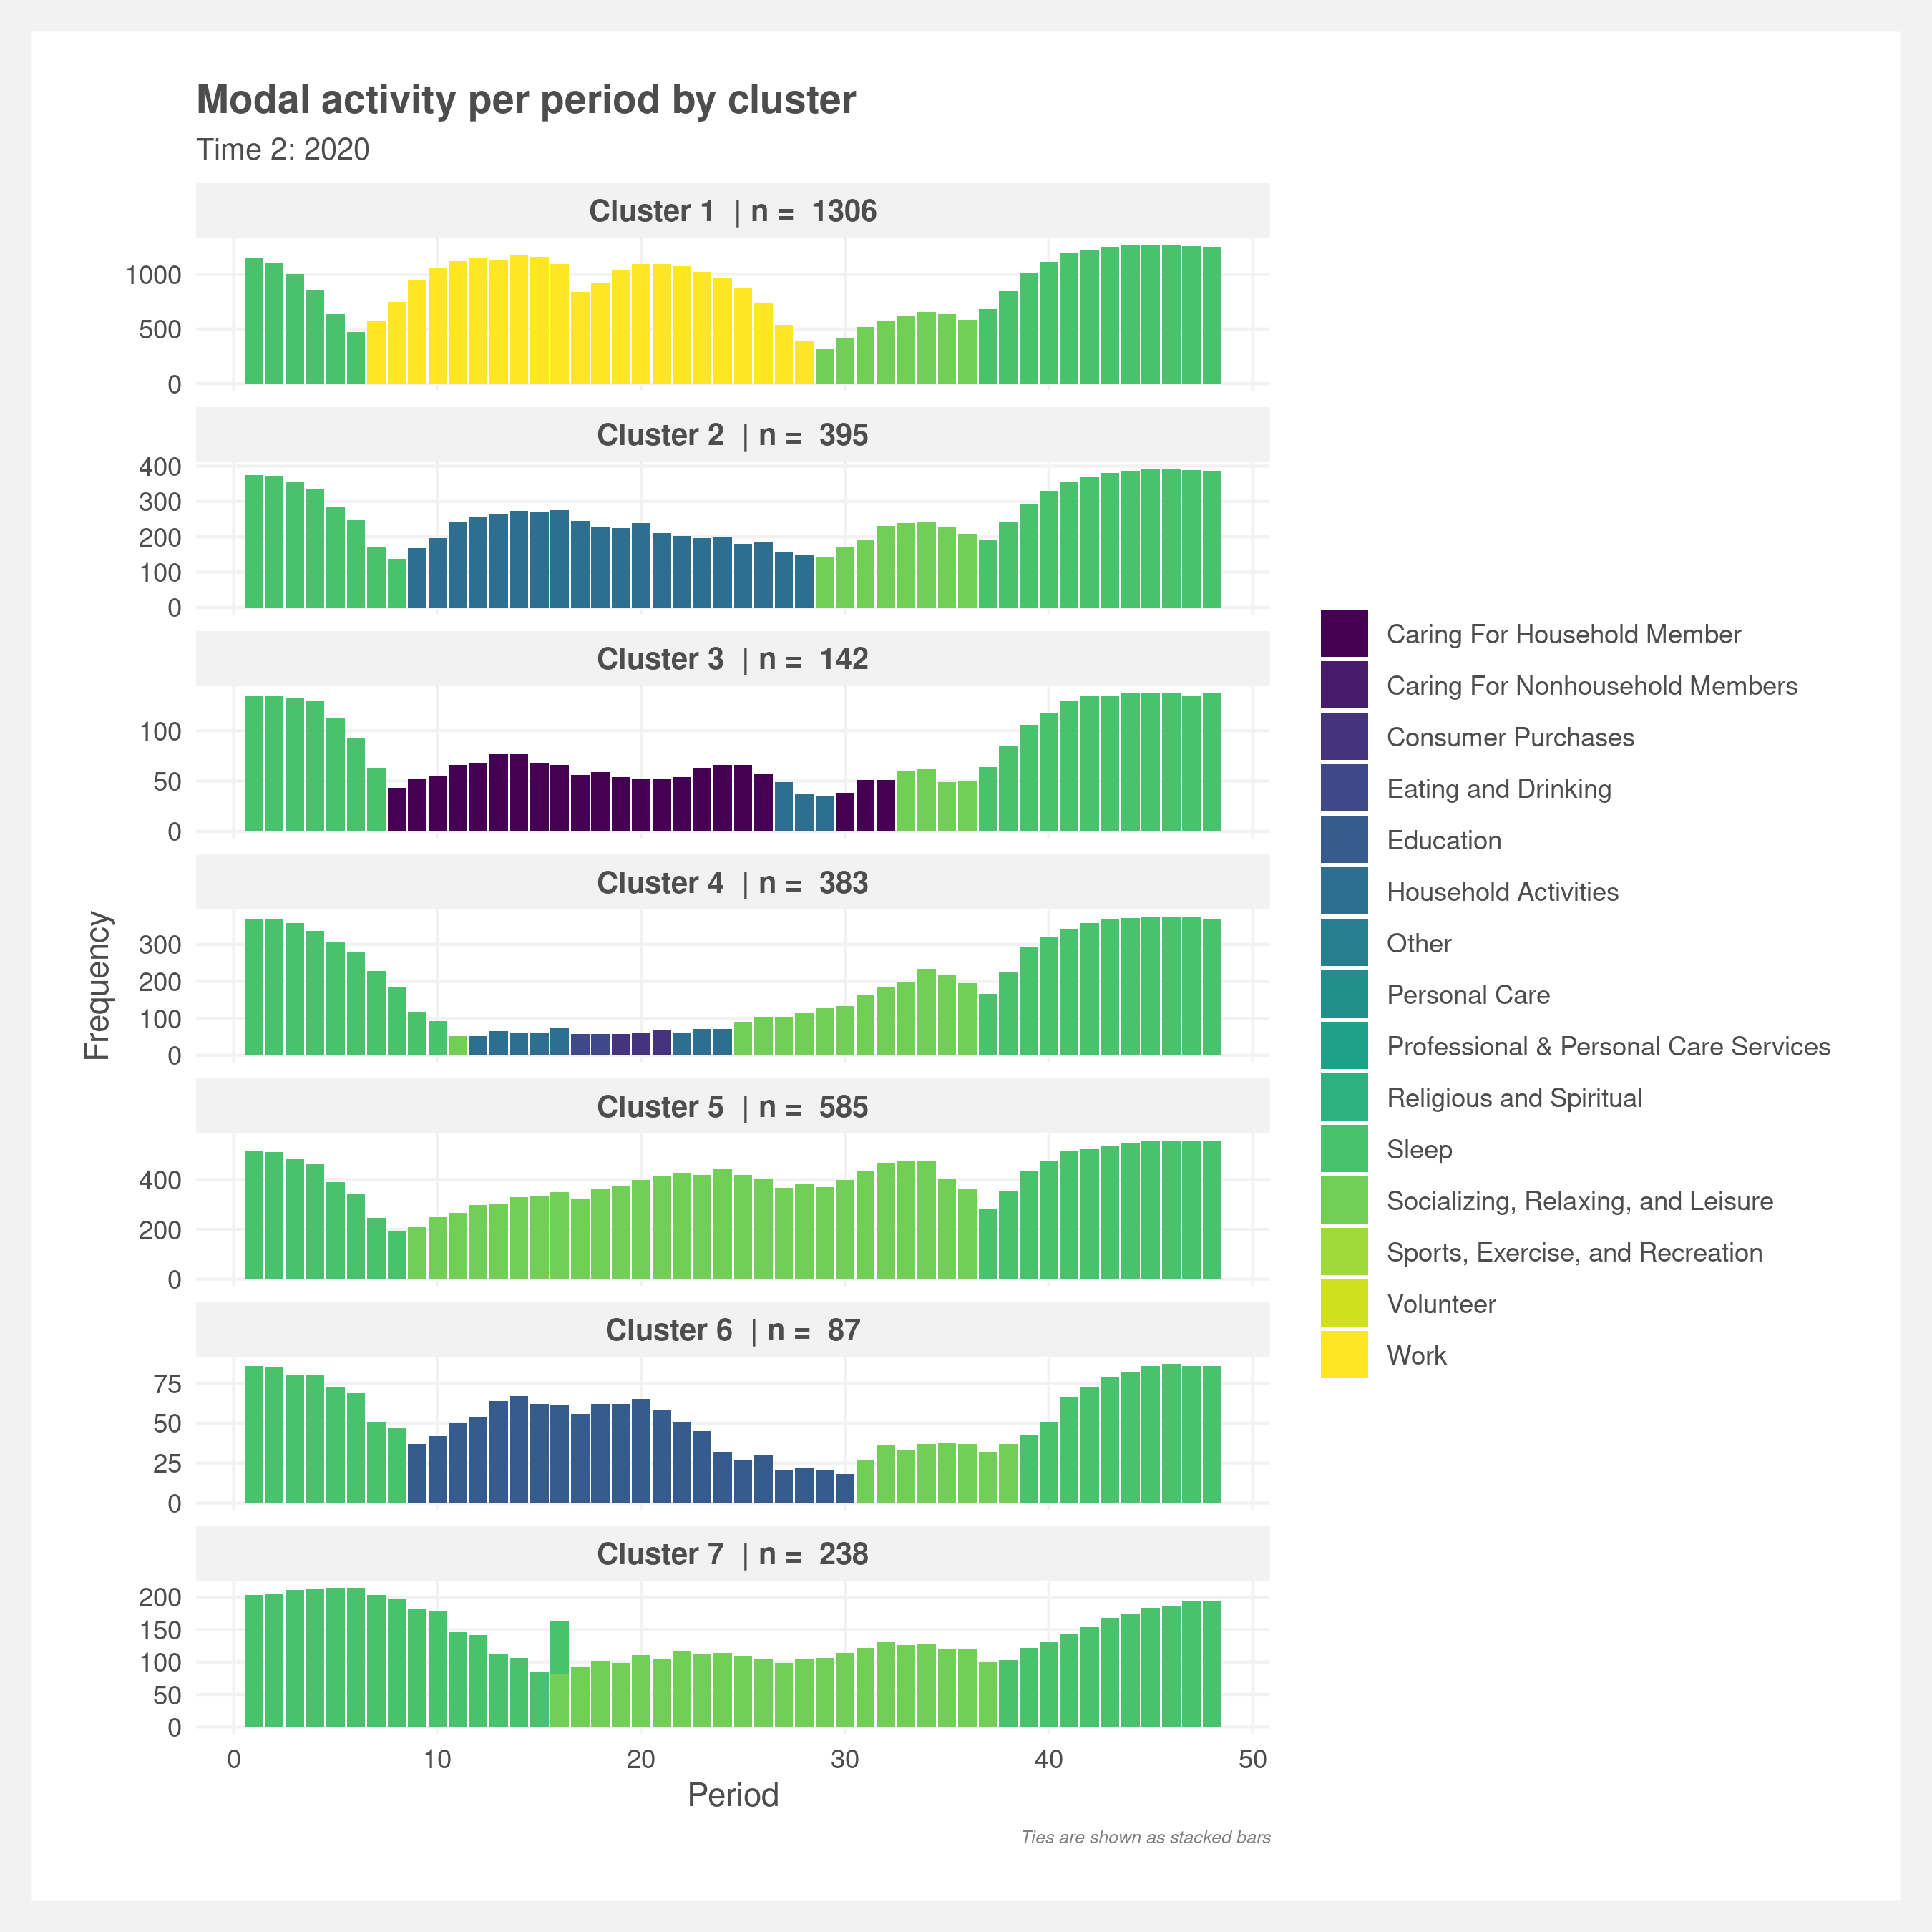 Modal activity per period by cluster
Time 2: 2020
Cluster 1 | n = 1306
1000
500
0
Cluster 2 | n = 395
400
300
200
100
0
Cluster 3 | n = 142
100
50
0
Cluster 4 | n = 383
300
200
100
0
Cluster 5 | n = 585
400
200
0
Cluster 6 | n = 87
75
50
25
0
Cluster 7 | n = 238
200
150
100
50
0
0 10 20 30 40 50
Period
Frequency
Ties are shown as stacked bars
Caring For Household Member
Caring For Nonhousehold Members
Consumer Purchases
Eating and Drinking
Education
Household Activities
Other
Personal Care
Professional & Personal Care Services
Religious and Spiritual
Sleep
Socializing, Relaxing, and Leisure
Sports, Exercise, and Recreation
Volunteer
Work